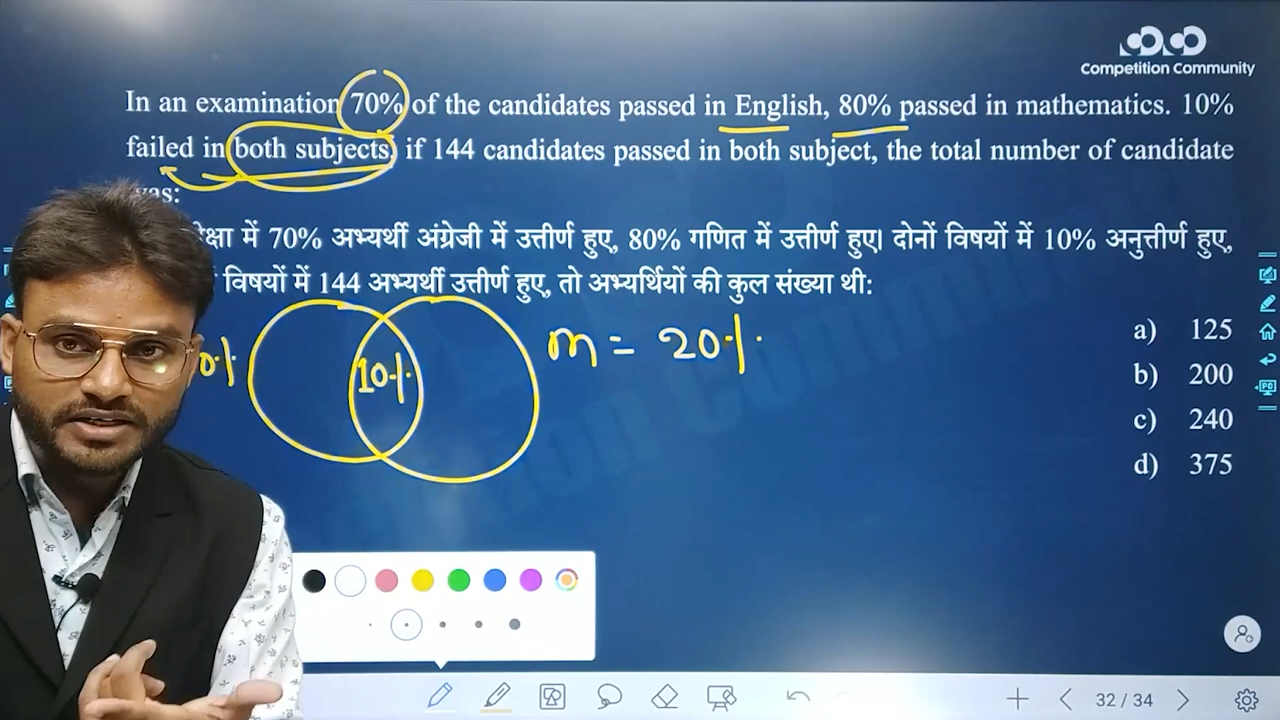 Competition Community
In an examination 70% of the candidates passed in English, 80% passed in mathematics. 10%
failed in both subjects, if 144 candidates passed in both subject, the total number of candidate
में 70% अभ्यर्थी अंग्रेजी में उत्तीर्ण हुए, 80% गणित में उत्तीर्ण हुए। दोनों विषयों में 10% अनुत्तीर्ण हुए,
विषयों में 144 अभ्यर्थी उत्तीर्ण हुए, तो अभ्यर्थियों की कुल संख्या थी:
10%
m = 20%
a) 125
b) 200
c) 240
d) 375
32 / 34